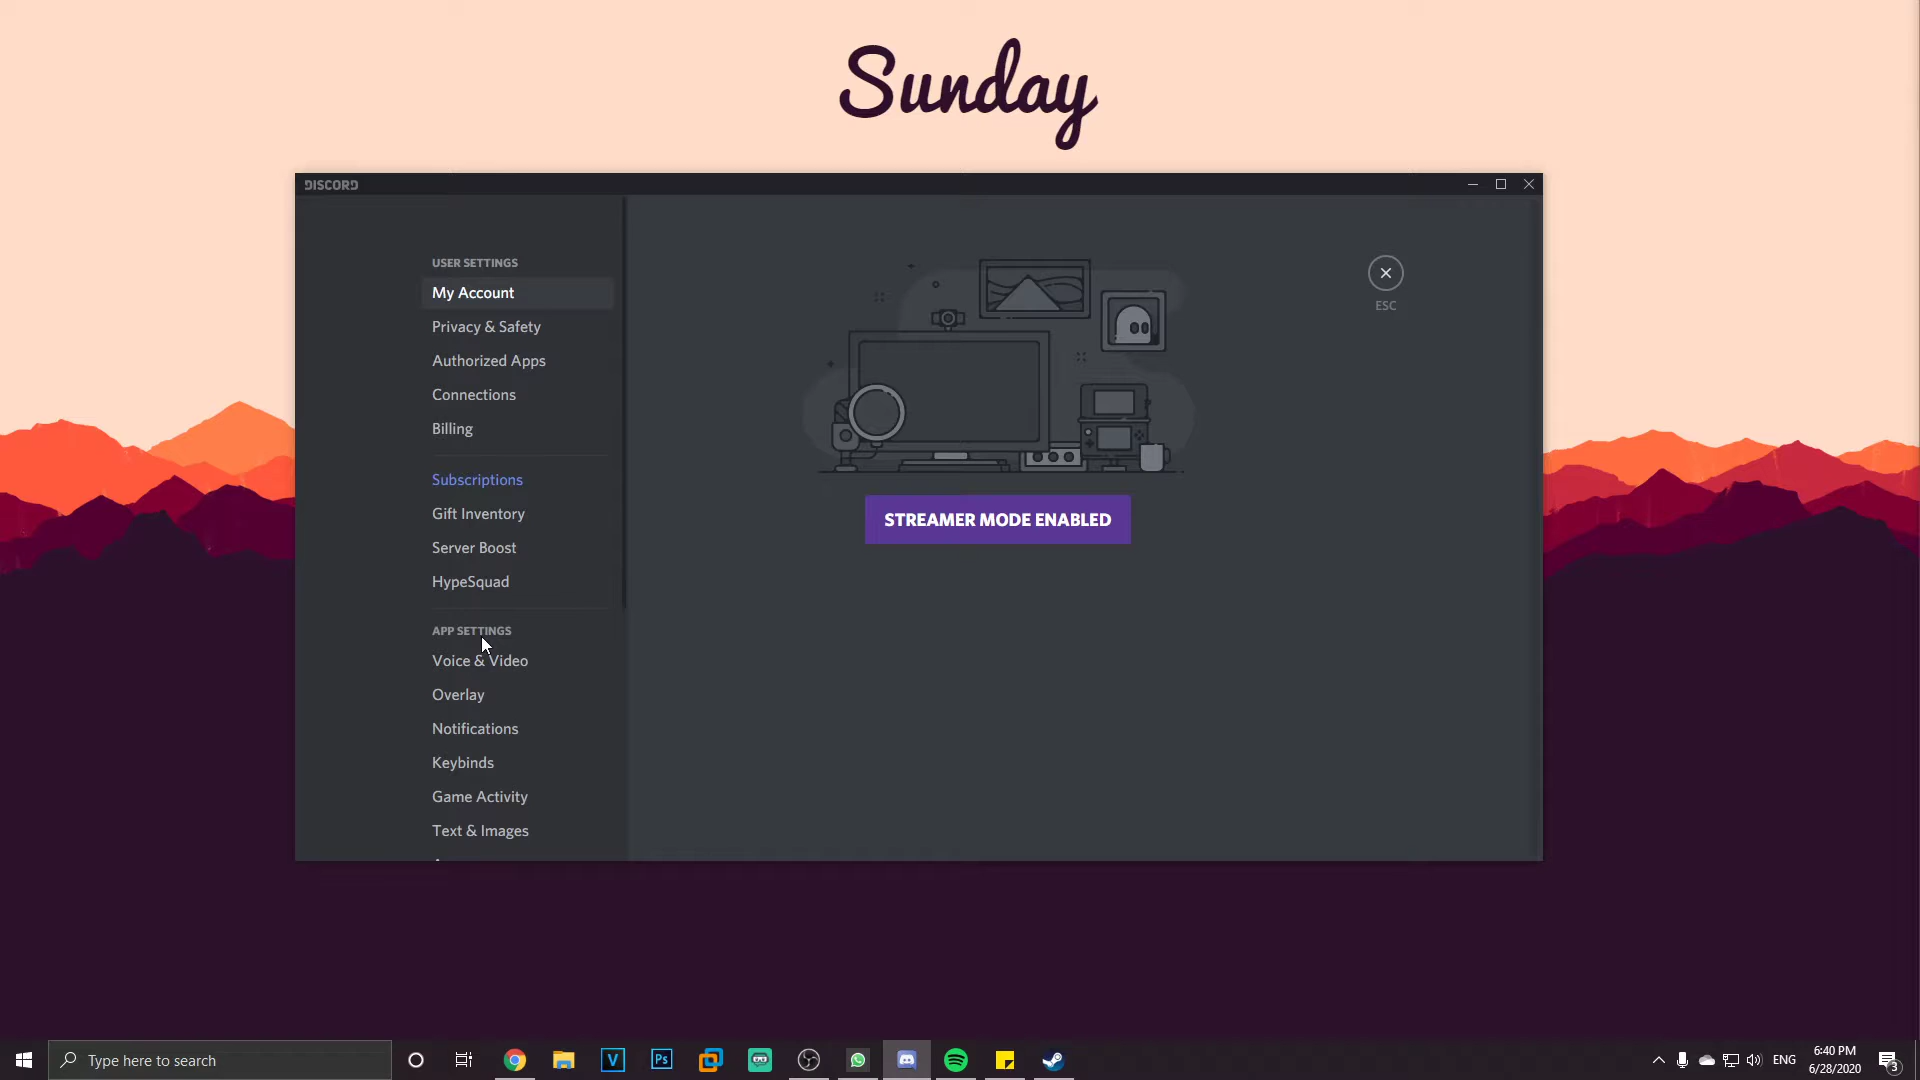 Sunday
DISCORD
USER SETTINGS
My Account
Privacy & Safety
Authorized Apps
Connections
Billing
Subscriptions
Gift Inventory
Server Boost
HypeSquad
APP SETTINGS
Voice & Video
Overlay
Notifications
Keybinds
Game Activity
Text & Images
ESC
STREAMER MODE ENABLED
Type here to search
V
Ps
ENG
6:40 PM
6/28/2020
3